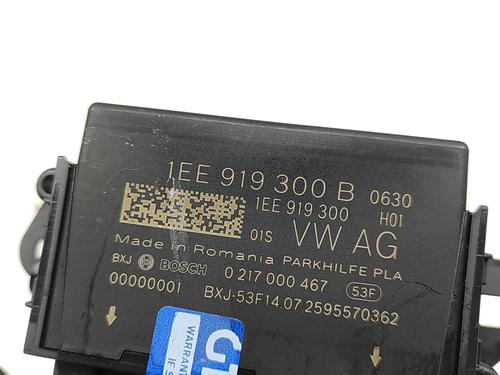 1EE 919 300 B 0630
1EE 919 300 H01
01S VW AG
Made in Romania PARKHILFE PLA
BXJ BOSCH 0 217 000 467 53F
00000001 BXJ-53F14.07.2595570362
WARRANT